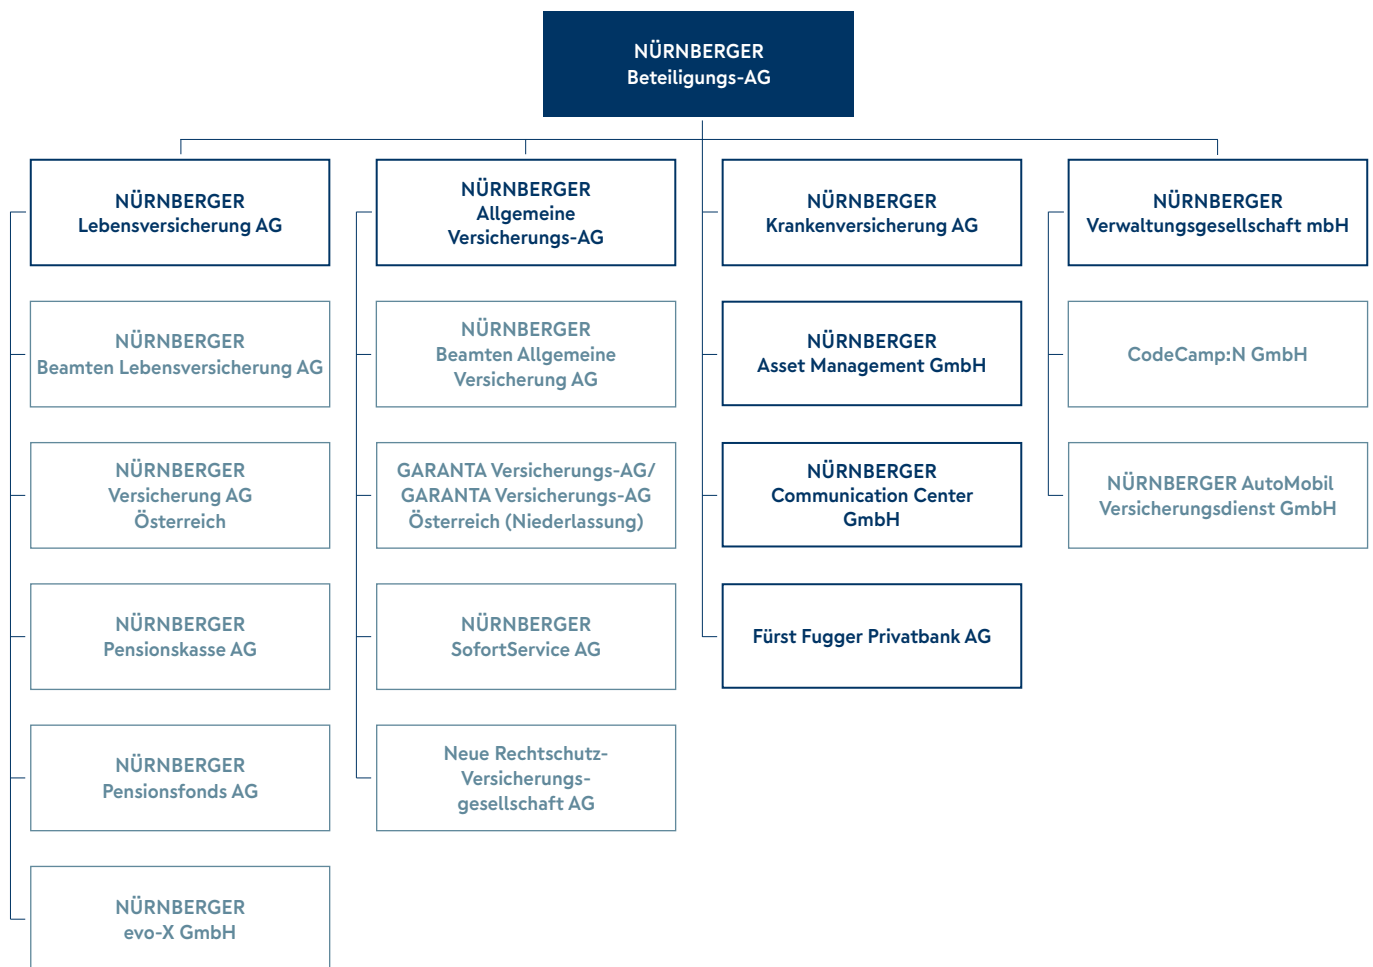 NÜRNBERGER
Beteiligungs-AG
NÜRNBERGER
Lebensversicherung AG
NÜRNBERGER
Beamten Lebensversicherung AG
NÜRNBERGER
Versicherung AG
Österreich
NÜRNBERGER
Pensionskasse AG
NÜRNBERGER
Pensionsfonds AG
NÜRNBERGER
evo-X GmbH
NÜRNBERGER
Allgemeine
Versicherungs-AG
NÜRNBERGER
Beamten Allgemeine
Versicherung AG
GARANTA Versicherungs-AG/
GARANTA Versicherungs-AG
Österreich (Niederlassung)
NÜRNBERGER
SofortService AG
Neue Rechtschutz-
Versicherungs-
gesellschaft AG
NÜRNBERGER
Krankenversicherung AG
NÜRNBERGER
Asset Management GmbH
NÜRNBERGER
Communication Center
GmbH
Fürst Fugger Privatbank AG
NÜRNBERGER
Verwaltungsgesellschaft mbH
CodeCamp:N GmbH
NÜRNBERGER AutoMobil
Versicherungsdienst GmbH